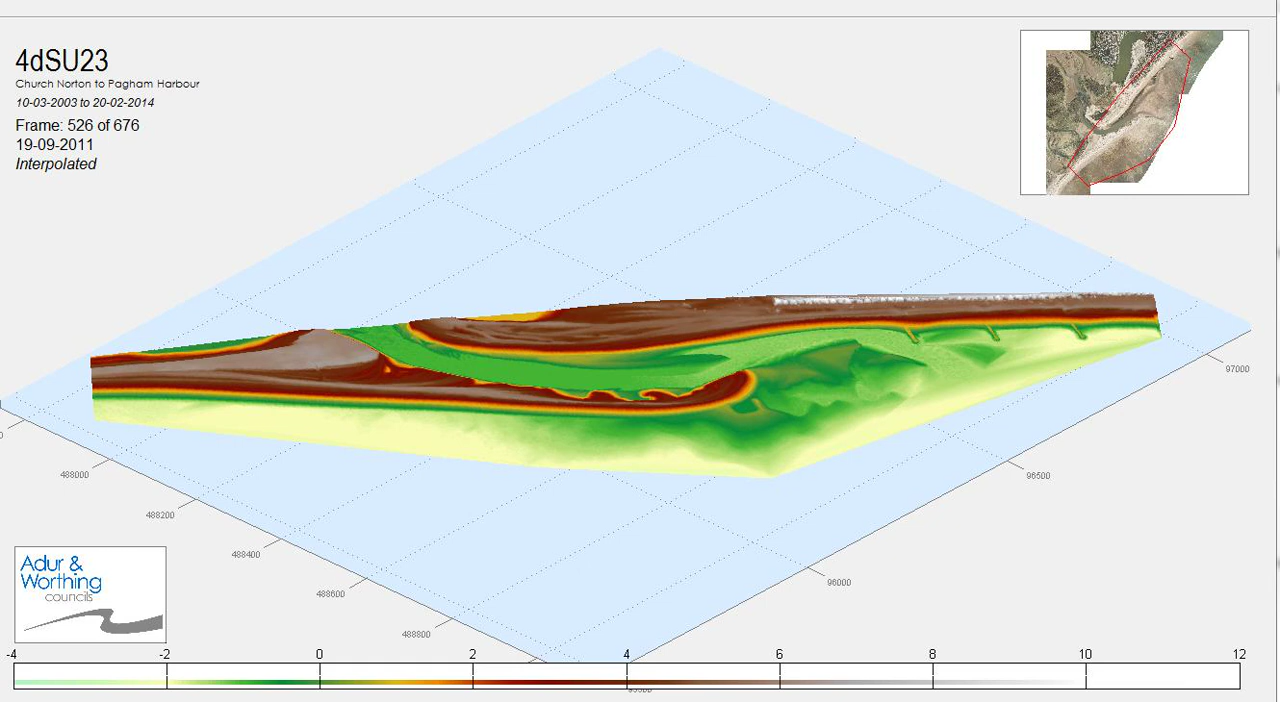 4dSU23
Church Norton to Pagham Harbour
10-03-2003 to 20-02-2014
Frame: 526 of 676
19-09-2011
Interpolated
97000
96500
96000
0
488000
488200
488400
488600
488800
Adur &
Worthing
councils
-4 -2 0 2 4 6 8 10 12